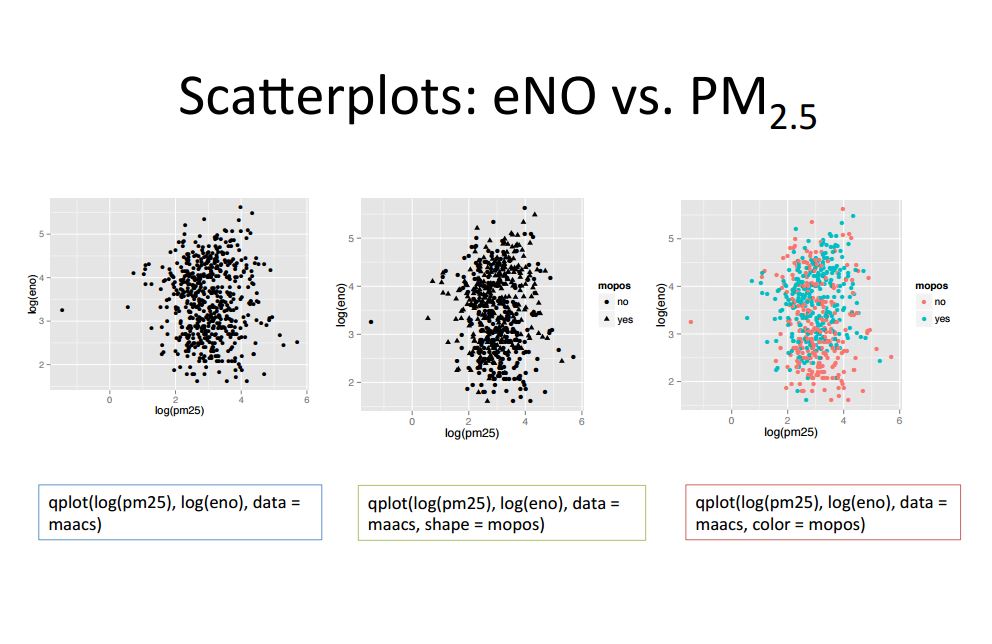 Scatterplots: eNO vs. PM2.5
5
4
3
2
log(eno)
0
2
4
6
log(pm25)
5
4
3
2
log(eno)
0
2
4
6
log(pm25)
mopos
no
yes
5
4
3
2
log(eno)
0
2
4
6
log(pm25)
mopos
no
yes
qplot(log(pm25), log(eno), data =
maacs)
qplot(log(pm25), log(eno), data =
maacs, shape = mopos)
qplot(log(pm25), log(eno), data =
maacs, color = mopos)